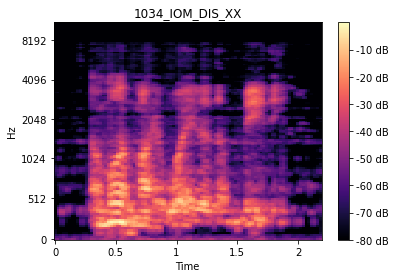 1034_IOM_DIS_XX
8192
4096
2048
1024
512
0
Hz
0
0.5
1
1.5
2
Time
-10 dB
-20 dB
-30 dB
-40 dB
-50 dB
-60 dB
-70 dB
-80 dB